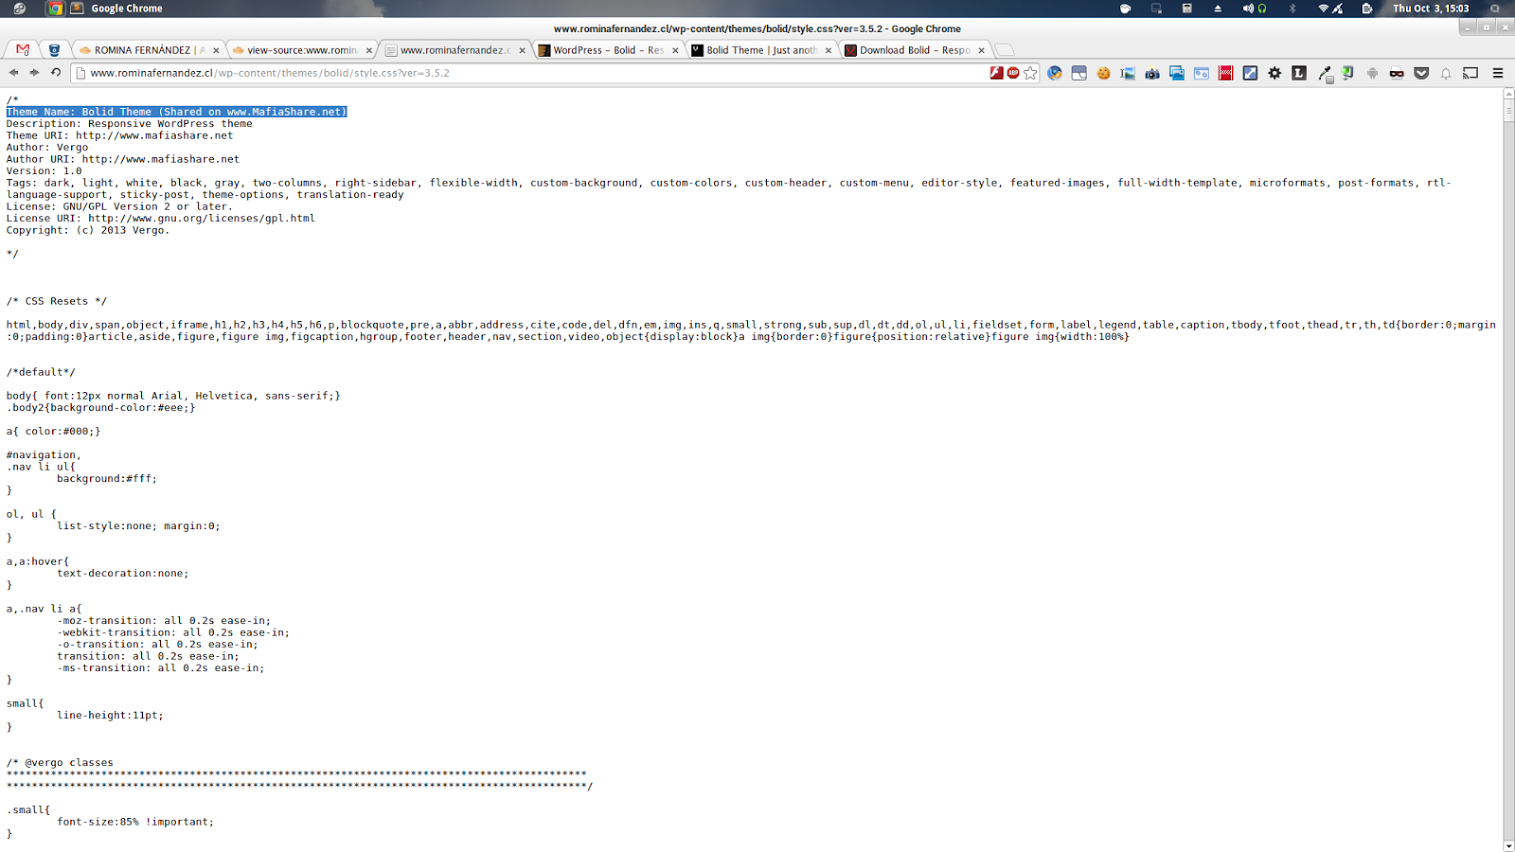 Google Chrome
Thu Oct 3, 15:03
www.rominafernandez.cl/wp-content/themes/bolid/style.css?ver=3.5.2 - Google Chrome
ROMINA FERNÁNDEZ | A
view-source:www.romin
www.rominafernandez.c
WordPress – Bolid – Res
Bolid Theme | Just anoth
Download Bolid – Respo
www.rominafernandez.cl/wp-content/themes/bolid/style.css?ver=3.5.2
/*
Theme Name: Bolid Theme (Shared on www.MafiaShare.net)
Description: Responsive WordPress theme
Theme URI: http://www.mafiashare.net
Author: Vergo
Author URI: http://www.mafiashare.net
Version: 1.0
Tags: dark, light, white, black, gray, two-columns, right-sidebar, flexible-width, custom-background, custom-colors, custom-header, custom-menu, editor-style, featured-images, full-width-template, microformats, post-formats, rtl-
language-support, sticky-post, theme-options, translation-ready
License: GNU/GPL Version 2 or later.
License URI: http://www.gnu.org/licenses/gpl.html
Copyright: (c) 2013 Vergo.
*/
/* CSS Resets */
html,body,div,span,object,iframe,h1,h2,h3,h4,h5,h6,p,blockquote,pre,a,abbr,address,cite,code,del,dfn,em,img,ins,q,small,strong,sub,sup,dl,dt,dd,ol,ul,li,fieldset,form,label,legend,table,caption,tbody,tfoot,thead,tr,th,td{border:0;margin
:0;padding:0}article,aside,figure,figure img,figcaption,hgroup,footer,header,nav,section,video,object{display:block}a img{border:0}figure{position:relative}figure img{width:100%}
/*default*/
body{ font:12px normal Arial, Helvetica, sans-serif;}
.body2{background-color:#eee;}
a{ color:#000;}
#navigation,
.nav li ul{
background:#fff;
}
ol, ul {
list-style:none; margin:0;
}
a,a:hover{
text-decoration:none;
}
a,.nav li a{
-moz-transition: all 0.2s ease-in;
-webkit-transition: all 0.2s ease-in;
-o-transition: all 0.2s ease-in;
transition: all 0.2s ease-in;
-ms-transition: all 0.2s ease-in;
}
small{
line-height:11pt;
}
/* @vergo classes
********************************************************************************************
********************************************************************************************/
.small{
font-size:85% !important;
}